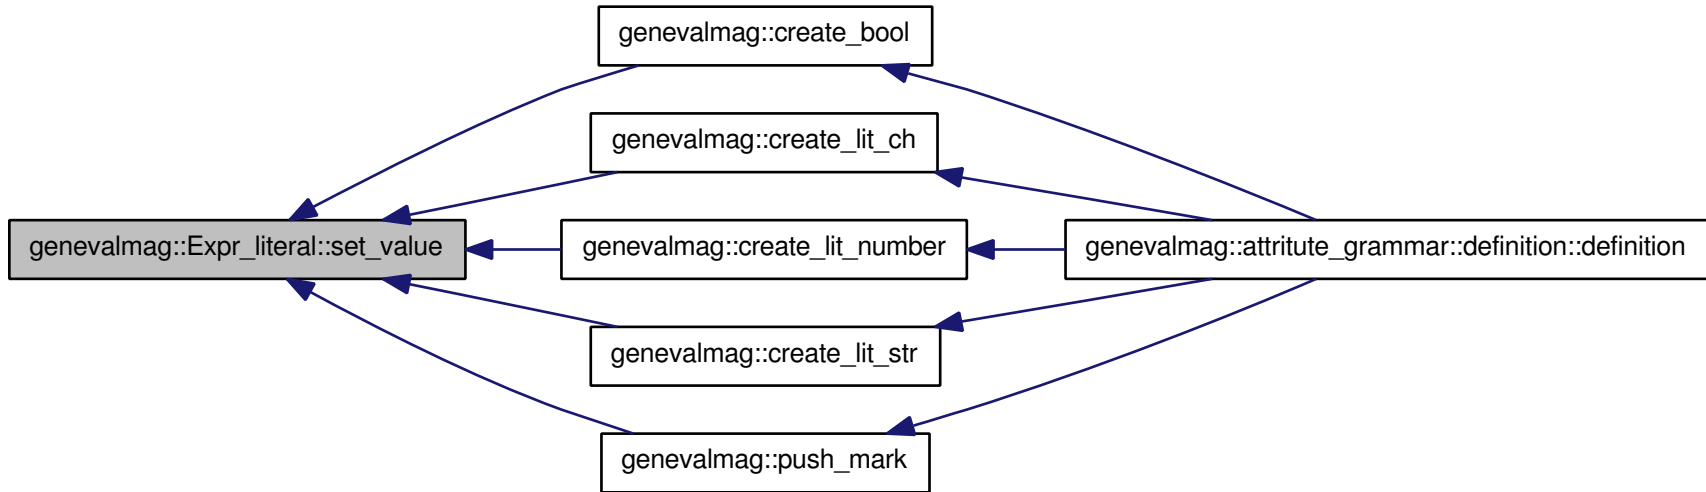 genevalmag::create_bool
genevalmag::create_lit_ch
genevalmag::Expr_literal::set_value
genevalmag::create_lit_number
genevalmag::attritute_grammar::definition::definition
genevalmag::create_lit_str
genevalmag::push_mark